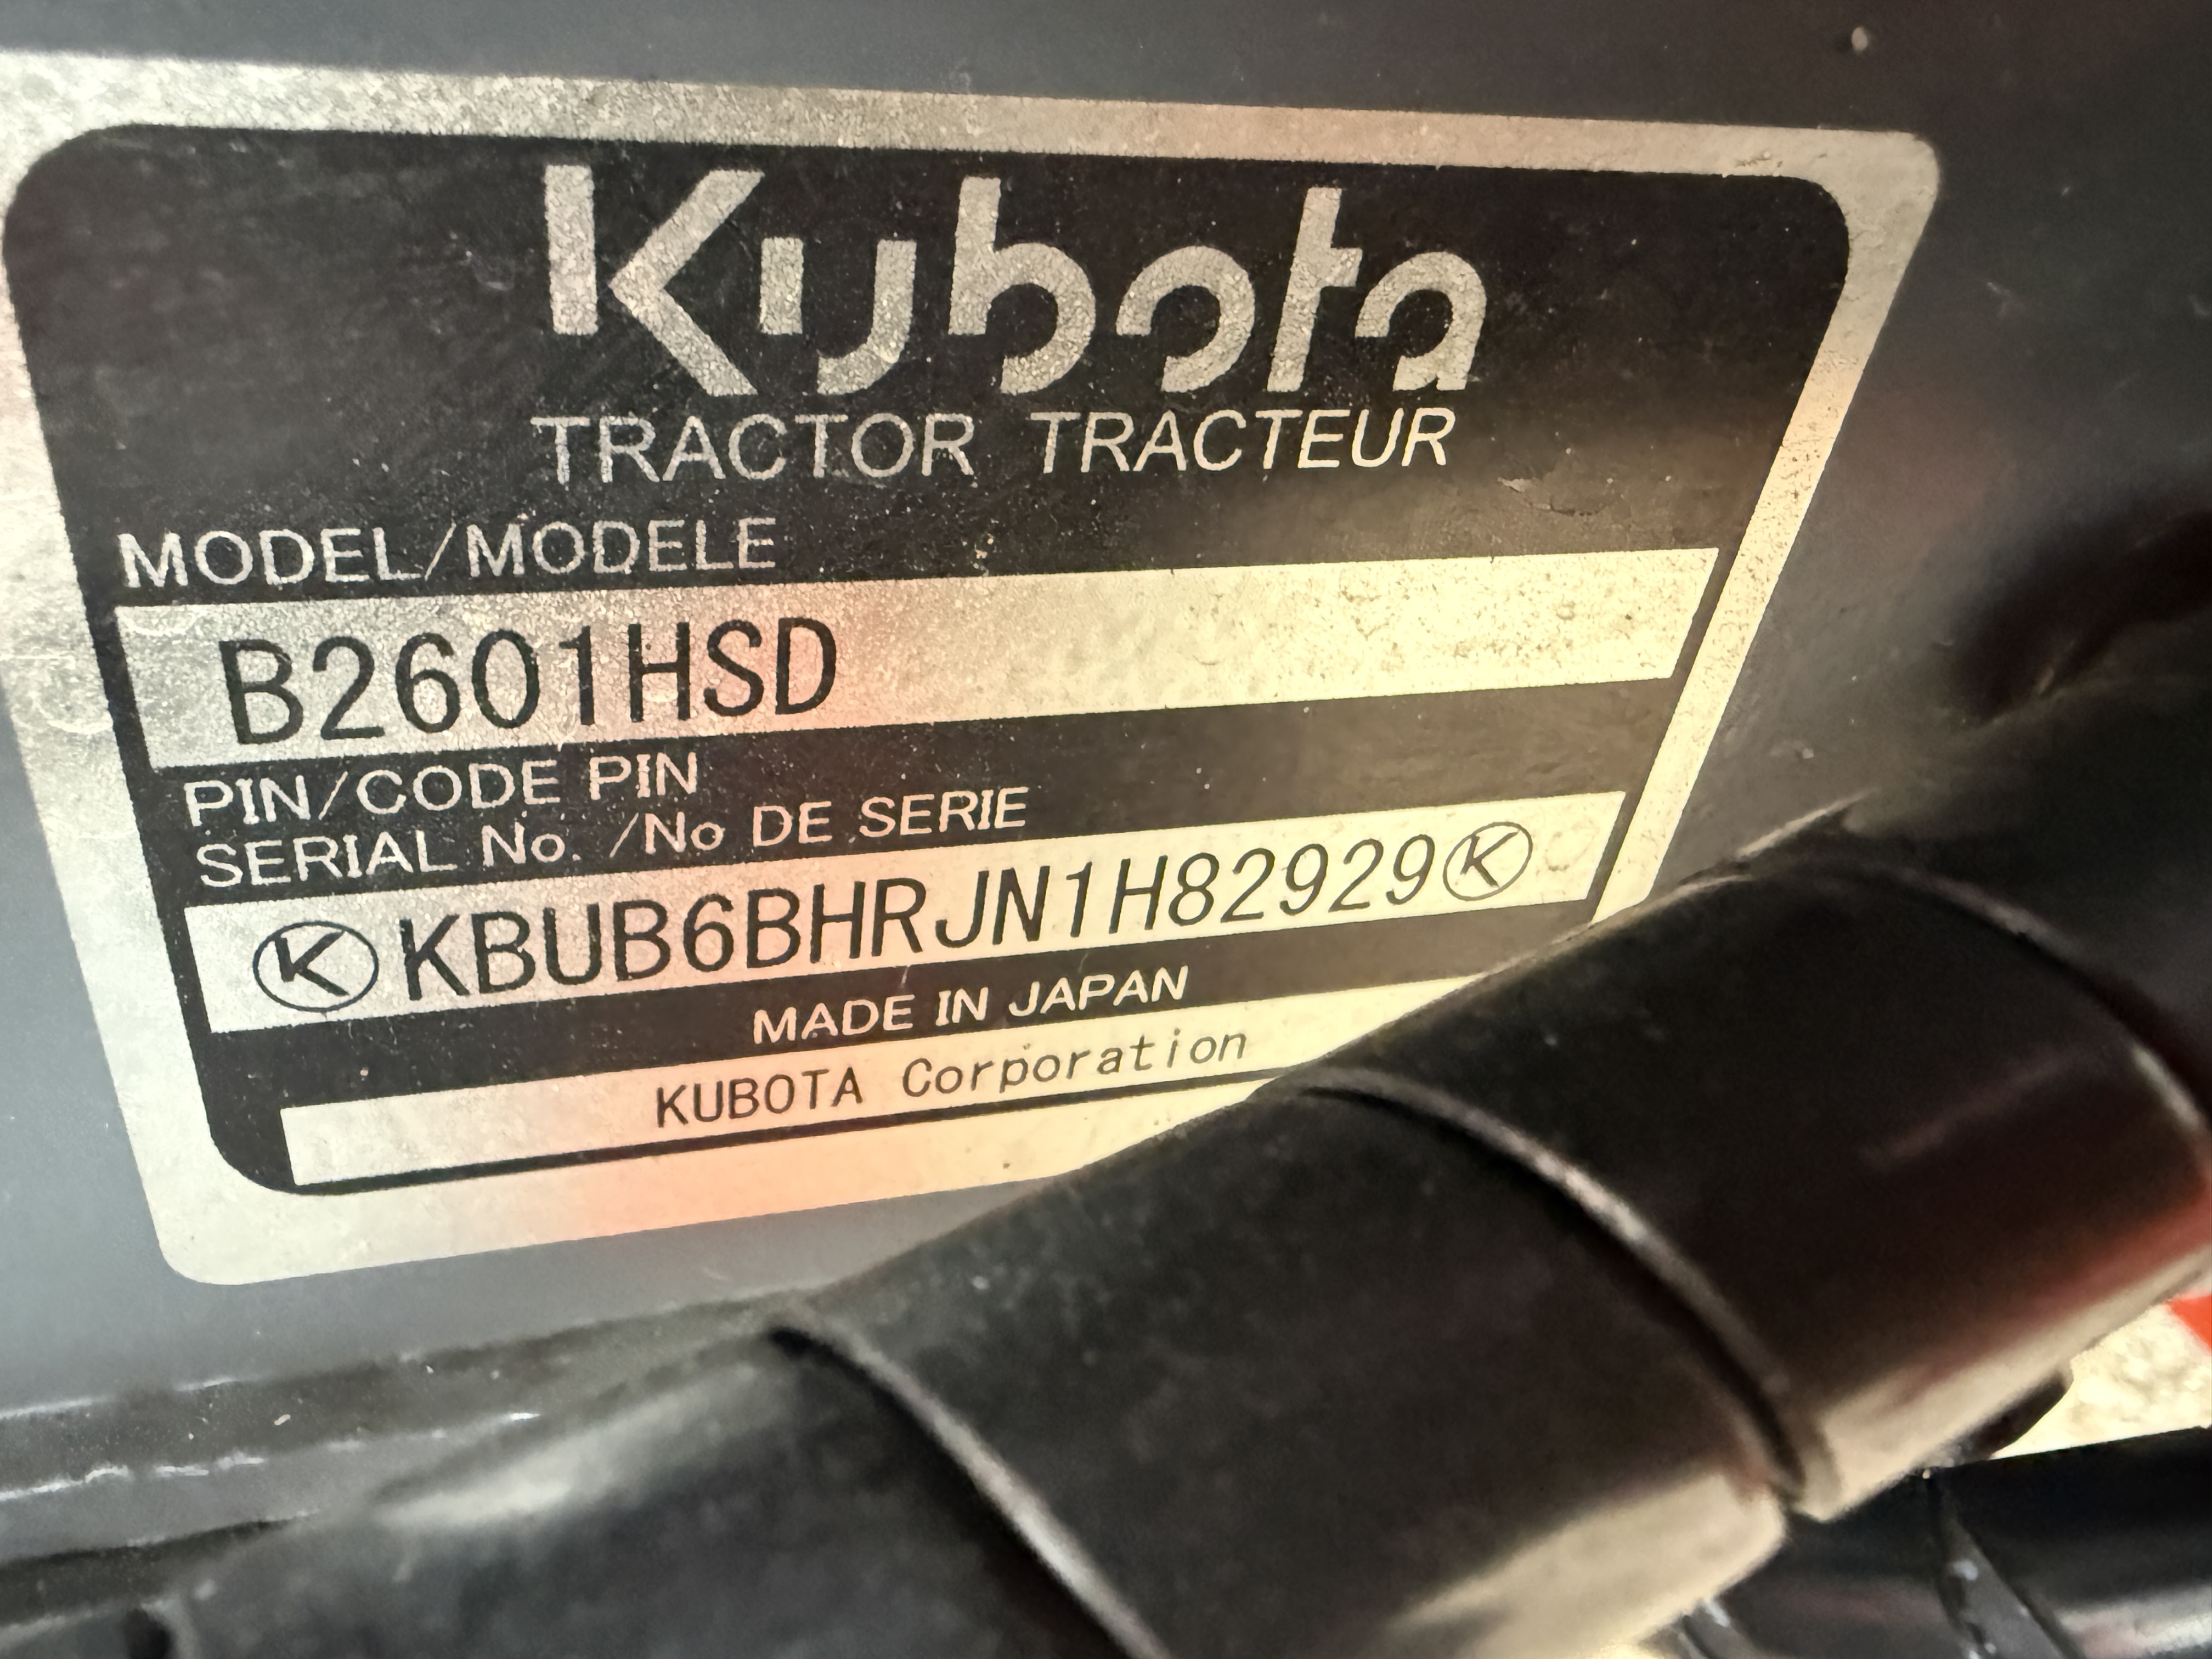 Kubota
TRACTOR TRACTEUR
MODEL/MODELE
B2601HSD
PIN/CODE PIN
SERIAL No. /No DE SERIE
Ⓚ KBUB6BHRJN1H82929 Ⓚ
MADE IN JAPAN
KUBOTA Corporation